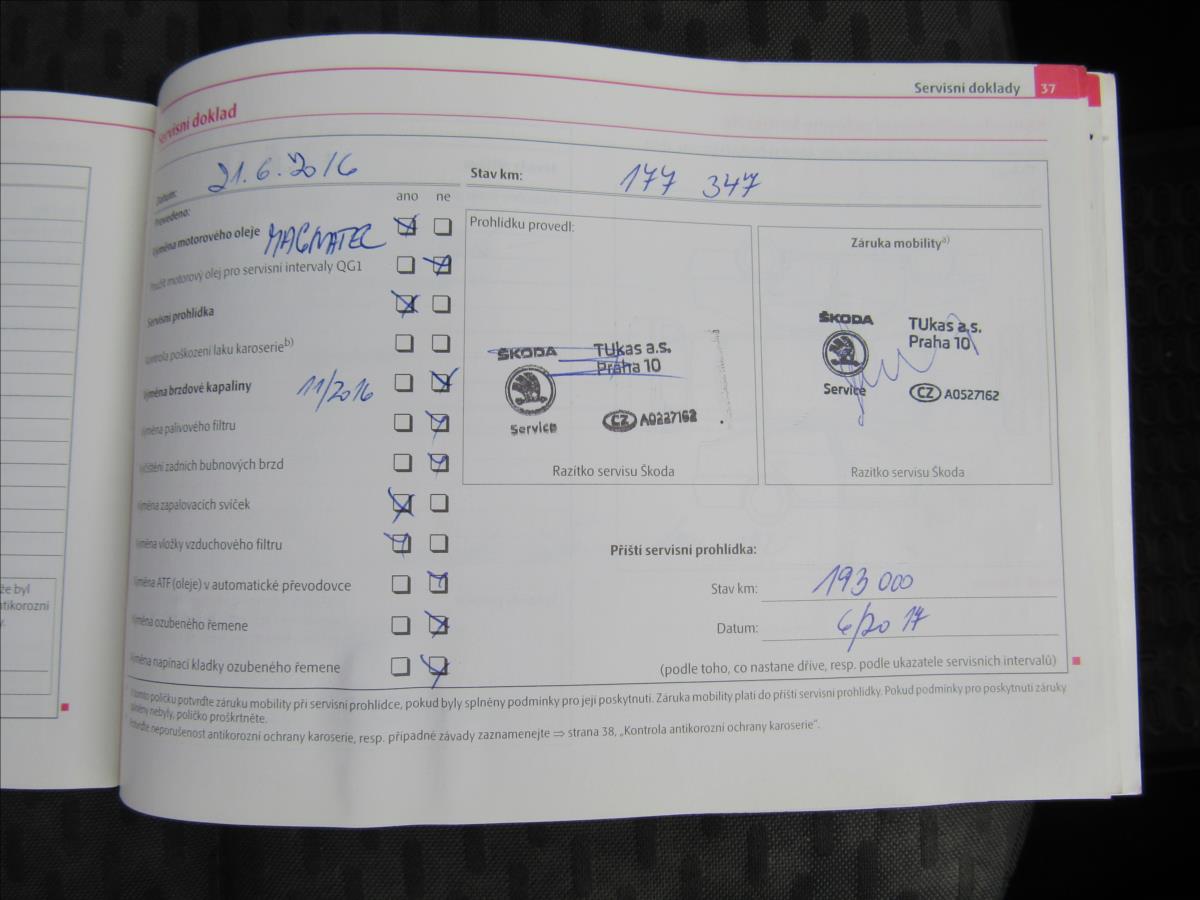 Servisní doklady 37
Servisní doklad
Datum: 21.6.2016
Stav km: 177 347
Provedeno: ano ne
Výměna motorového oleje MAGNATEC
Použit motorový olej pro servisní intervaly QG1
Servisní prohlídka
Kontrola poškození laku karoserie b)
Výměna brzdové kapaliny 11/2016
Výměna palivového filtru
Vyčištění zadních bubnových brzd
Výměna zapalovacích svíček
Výměna vložky vzduchového filtru
Výměna ATF (oleje) v automatické převodovce
Výměna ozubeného řemene
Výměna napínací kladky ozubeného řemene
Prohlídku provedl:
ŠKODA
TUkas a.s.
Praha 10
Service
CZ
Razítko servisu Škoda
Záruka mobility a)
ŠKODA
TUkas a.s.
Praha 10
Service
CZ A0527162
Razítko servisu Škoda
Příští servisní prohlídka:
Stav km: 193 000
Datum: 6/2017
(podle toho, co nastane dříve, resp. podle ukazatele servisních intervalů)
V tomto políčku potvrďte záruku mobility při servisní prohlídce, pokud byly splněny podmínky pro její poskytnutí. Záruka mobility platí do příští servisní prohlídky. Pokud podmínky pro poskytnutí záruky
splněny nebyly, políčko proškrtněte.
Potvrďte neporušenost antikorozní ochrany karoserie, resp. případné závady zaznamenejte ⇒ strana 38, „Kontrola antikorozní ochrany karoserie“.
že byl
ntikorozní
y.